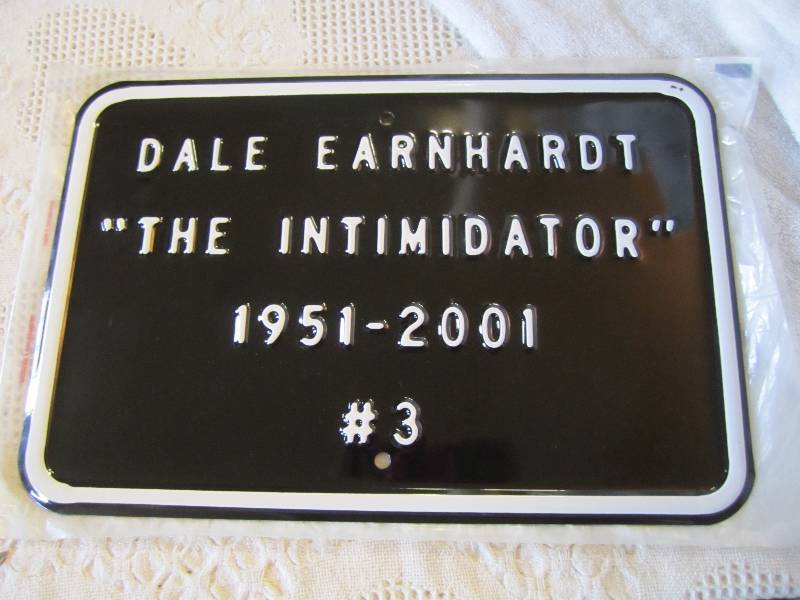 DALE EARNHARDT
"THE INTIMIDATOR"
1951-2001
#3